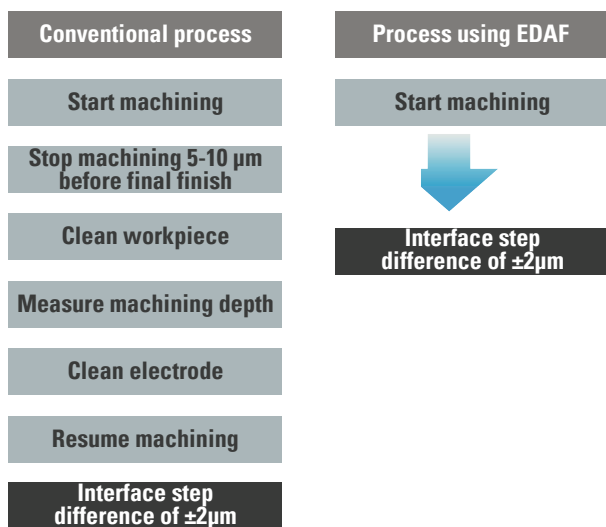 Conventional process
Start machining
Stop machining 5-10 µm
before final finish
Clean workpiece
Measure machining depth
Clean electrode
Resume machining
Interface step
difference of ±2µm
Process using EDAF
Start machining
Interface step
difference of ±2µm